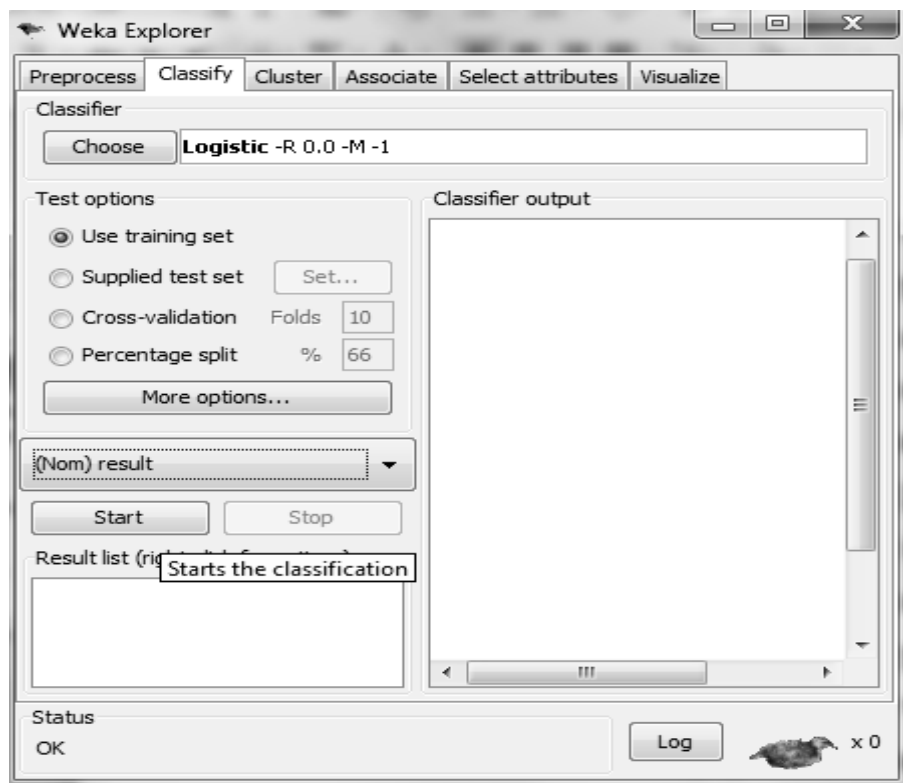 Weka Explorer
Preprocess Classify Cluster Associate Select attributes Visualize
Classifier
Choose Logistic -R 0.0 -M -1
Test options
Use training set
Supplied test set Set...
Cross-validation Folds 10
Percentage split % 66
More options...
(Nom) result
Start Stop
Result list
Starts the classification
Classifier output
Status
OK
Log x 0